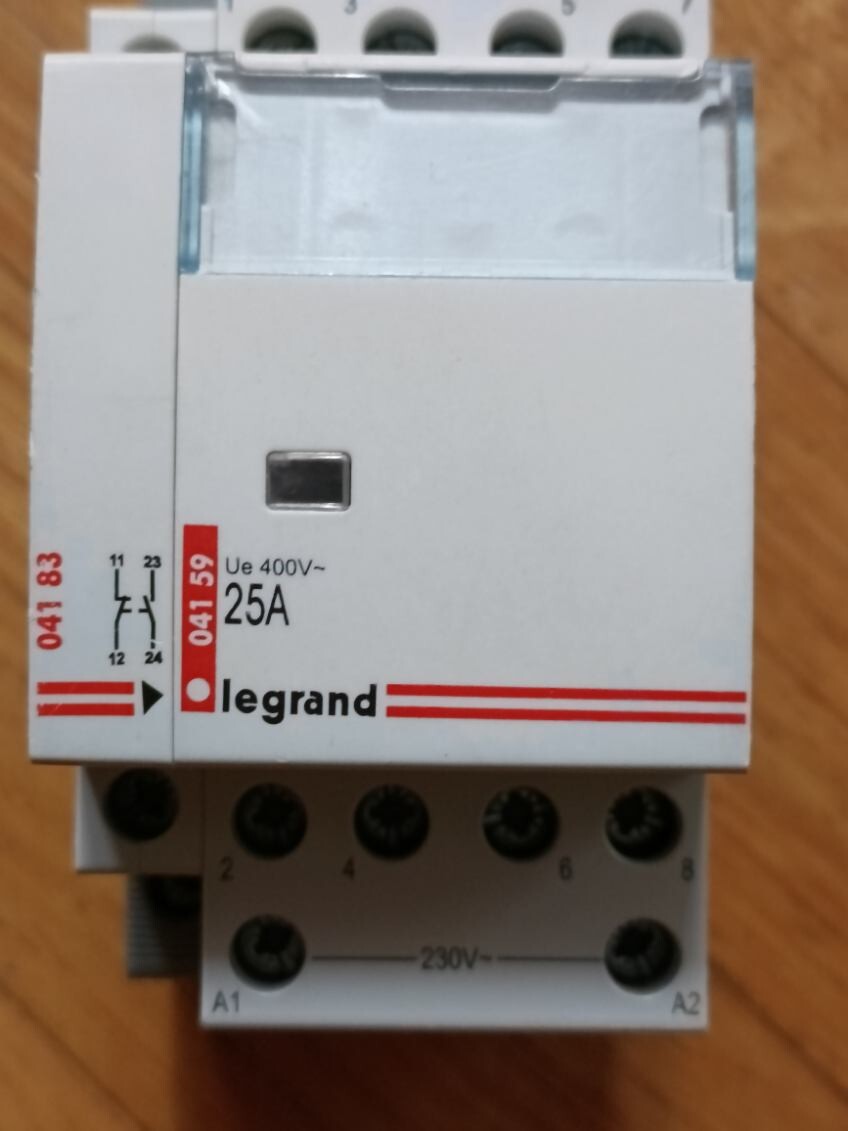 1 3 5 7
041 83
11 23
12 24
041 59
Ue 400V~
25A
legrand
2 4 6 8
230V~
A1 A2